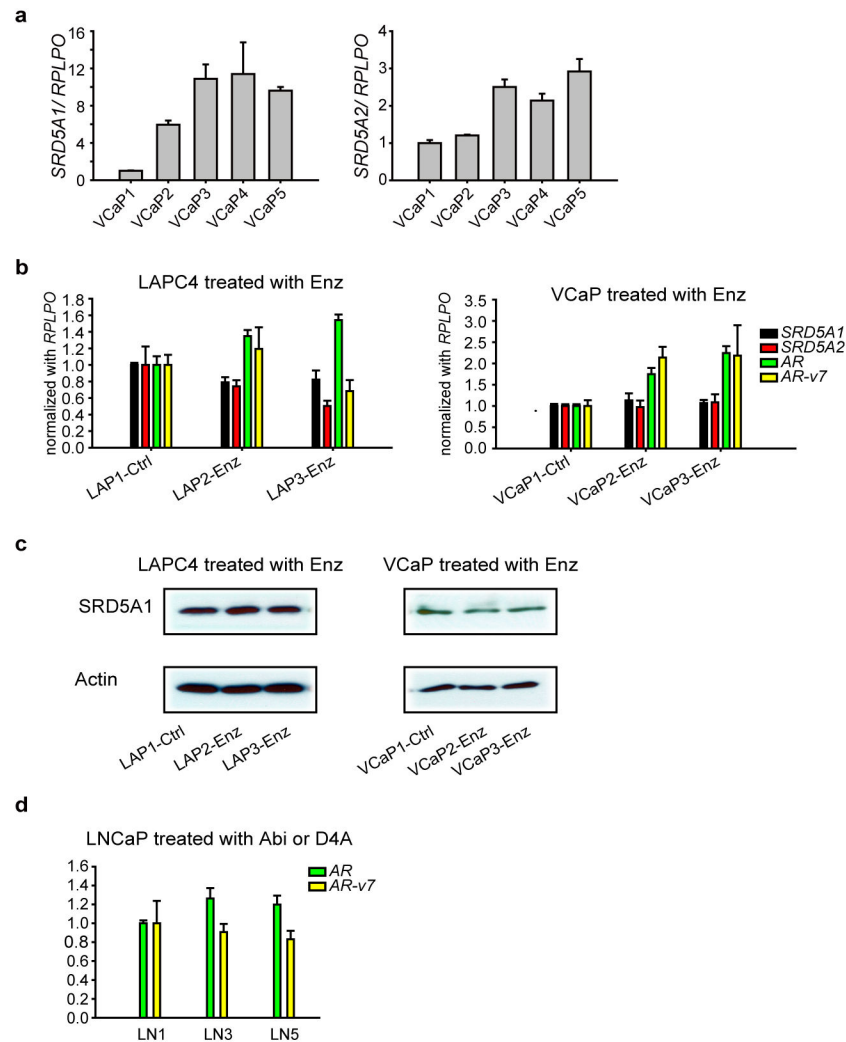 a
SRD5A1/ RPLPO
16
12
8
4
0
VCaP1
VCaP2
VCaP3
VCaP4
VCaP5
SRD5A2/ RPLPO
4
3
2
1
0
VCaP1
VCaP2
VCaP3
VCaP4
VCaP5
b
LAPC4 treated with Enz
normalized with RPLPO
1.8
1.6
1.4
1.2
1.0
0.8
0.6
0.4
0.2
0.0
LAP1-Ctrl
LAP2-Enz
LAP3-Enz
VCaP treated with Enz
normalized with RPLPO
3.5
3.0
2.5
2.0
1.5
1.0
0.5
0.0
VCaP1-Ctrl
VCaP2-Enz
VCaP3-Enz
SRD5A1
SRD5A2
AR
AR-v7
c
LAPC4 treated with Enz
VCaP treated with Enz
SRD5A1
Actin
LAP1-Ctrl
LAP2-Enz
LAP3-Enz
VCaP1-Ctrl
VCaP2-Enz
VCaP3-Enz
d
LNCaP treated with Abi or D4A
1.6
1.4
1.2
1.0
0.8
0.6
0.4
0.2
0.0
LN1
LN3
LN5
AR
AR-v7